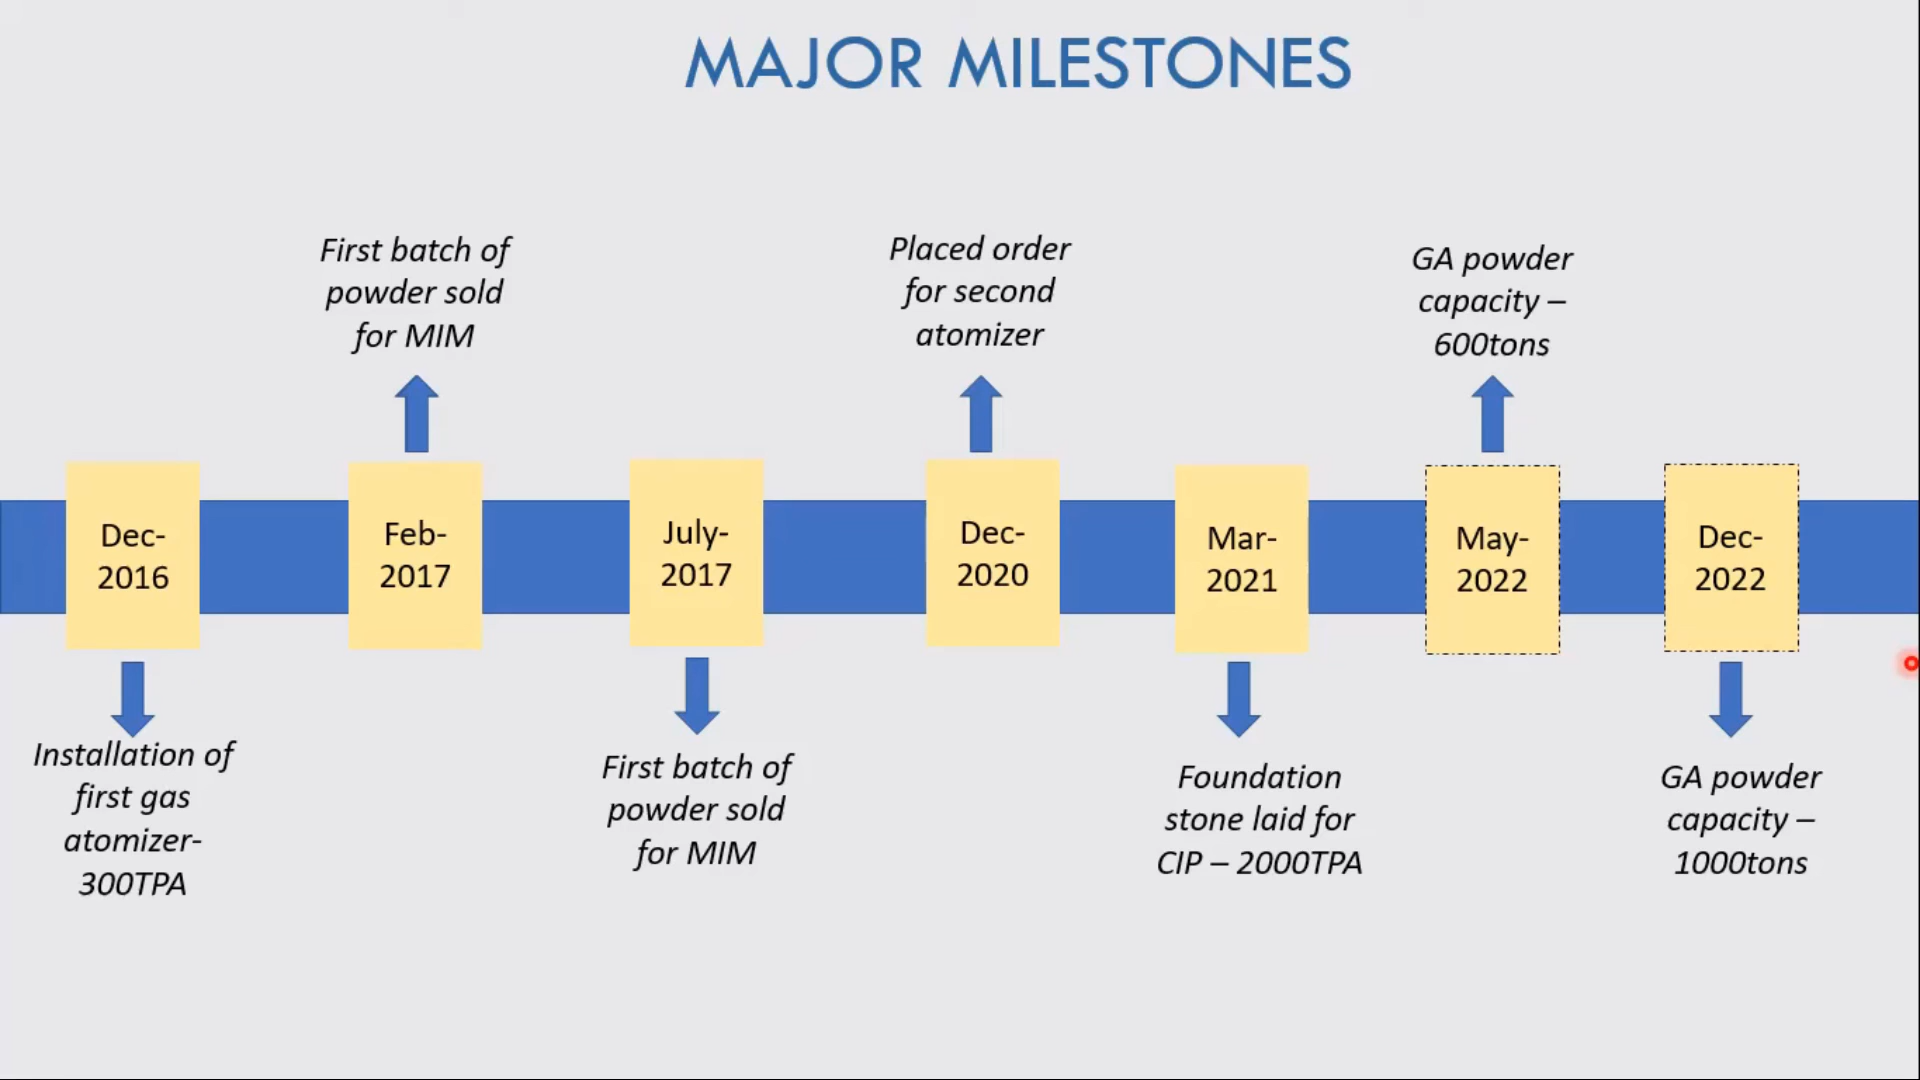 MAJOR MILESTONES
First batch of
powder sold
for MIM
Placed order
for second
atomizer
GA powder
capacity –
600tons
Dec-
2016
Feb-
2017
July-
2017
Dec-
2020
Mar-
2021
May-
2022
Dec-
2022
Installation of
first gas
atomizer-
300TPA
First batch of
powder sold
for MIM
Foundation
stone laid for
CIP – 2000TPA
GA powder
capacity –
1000tons